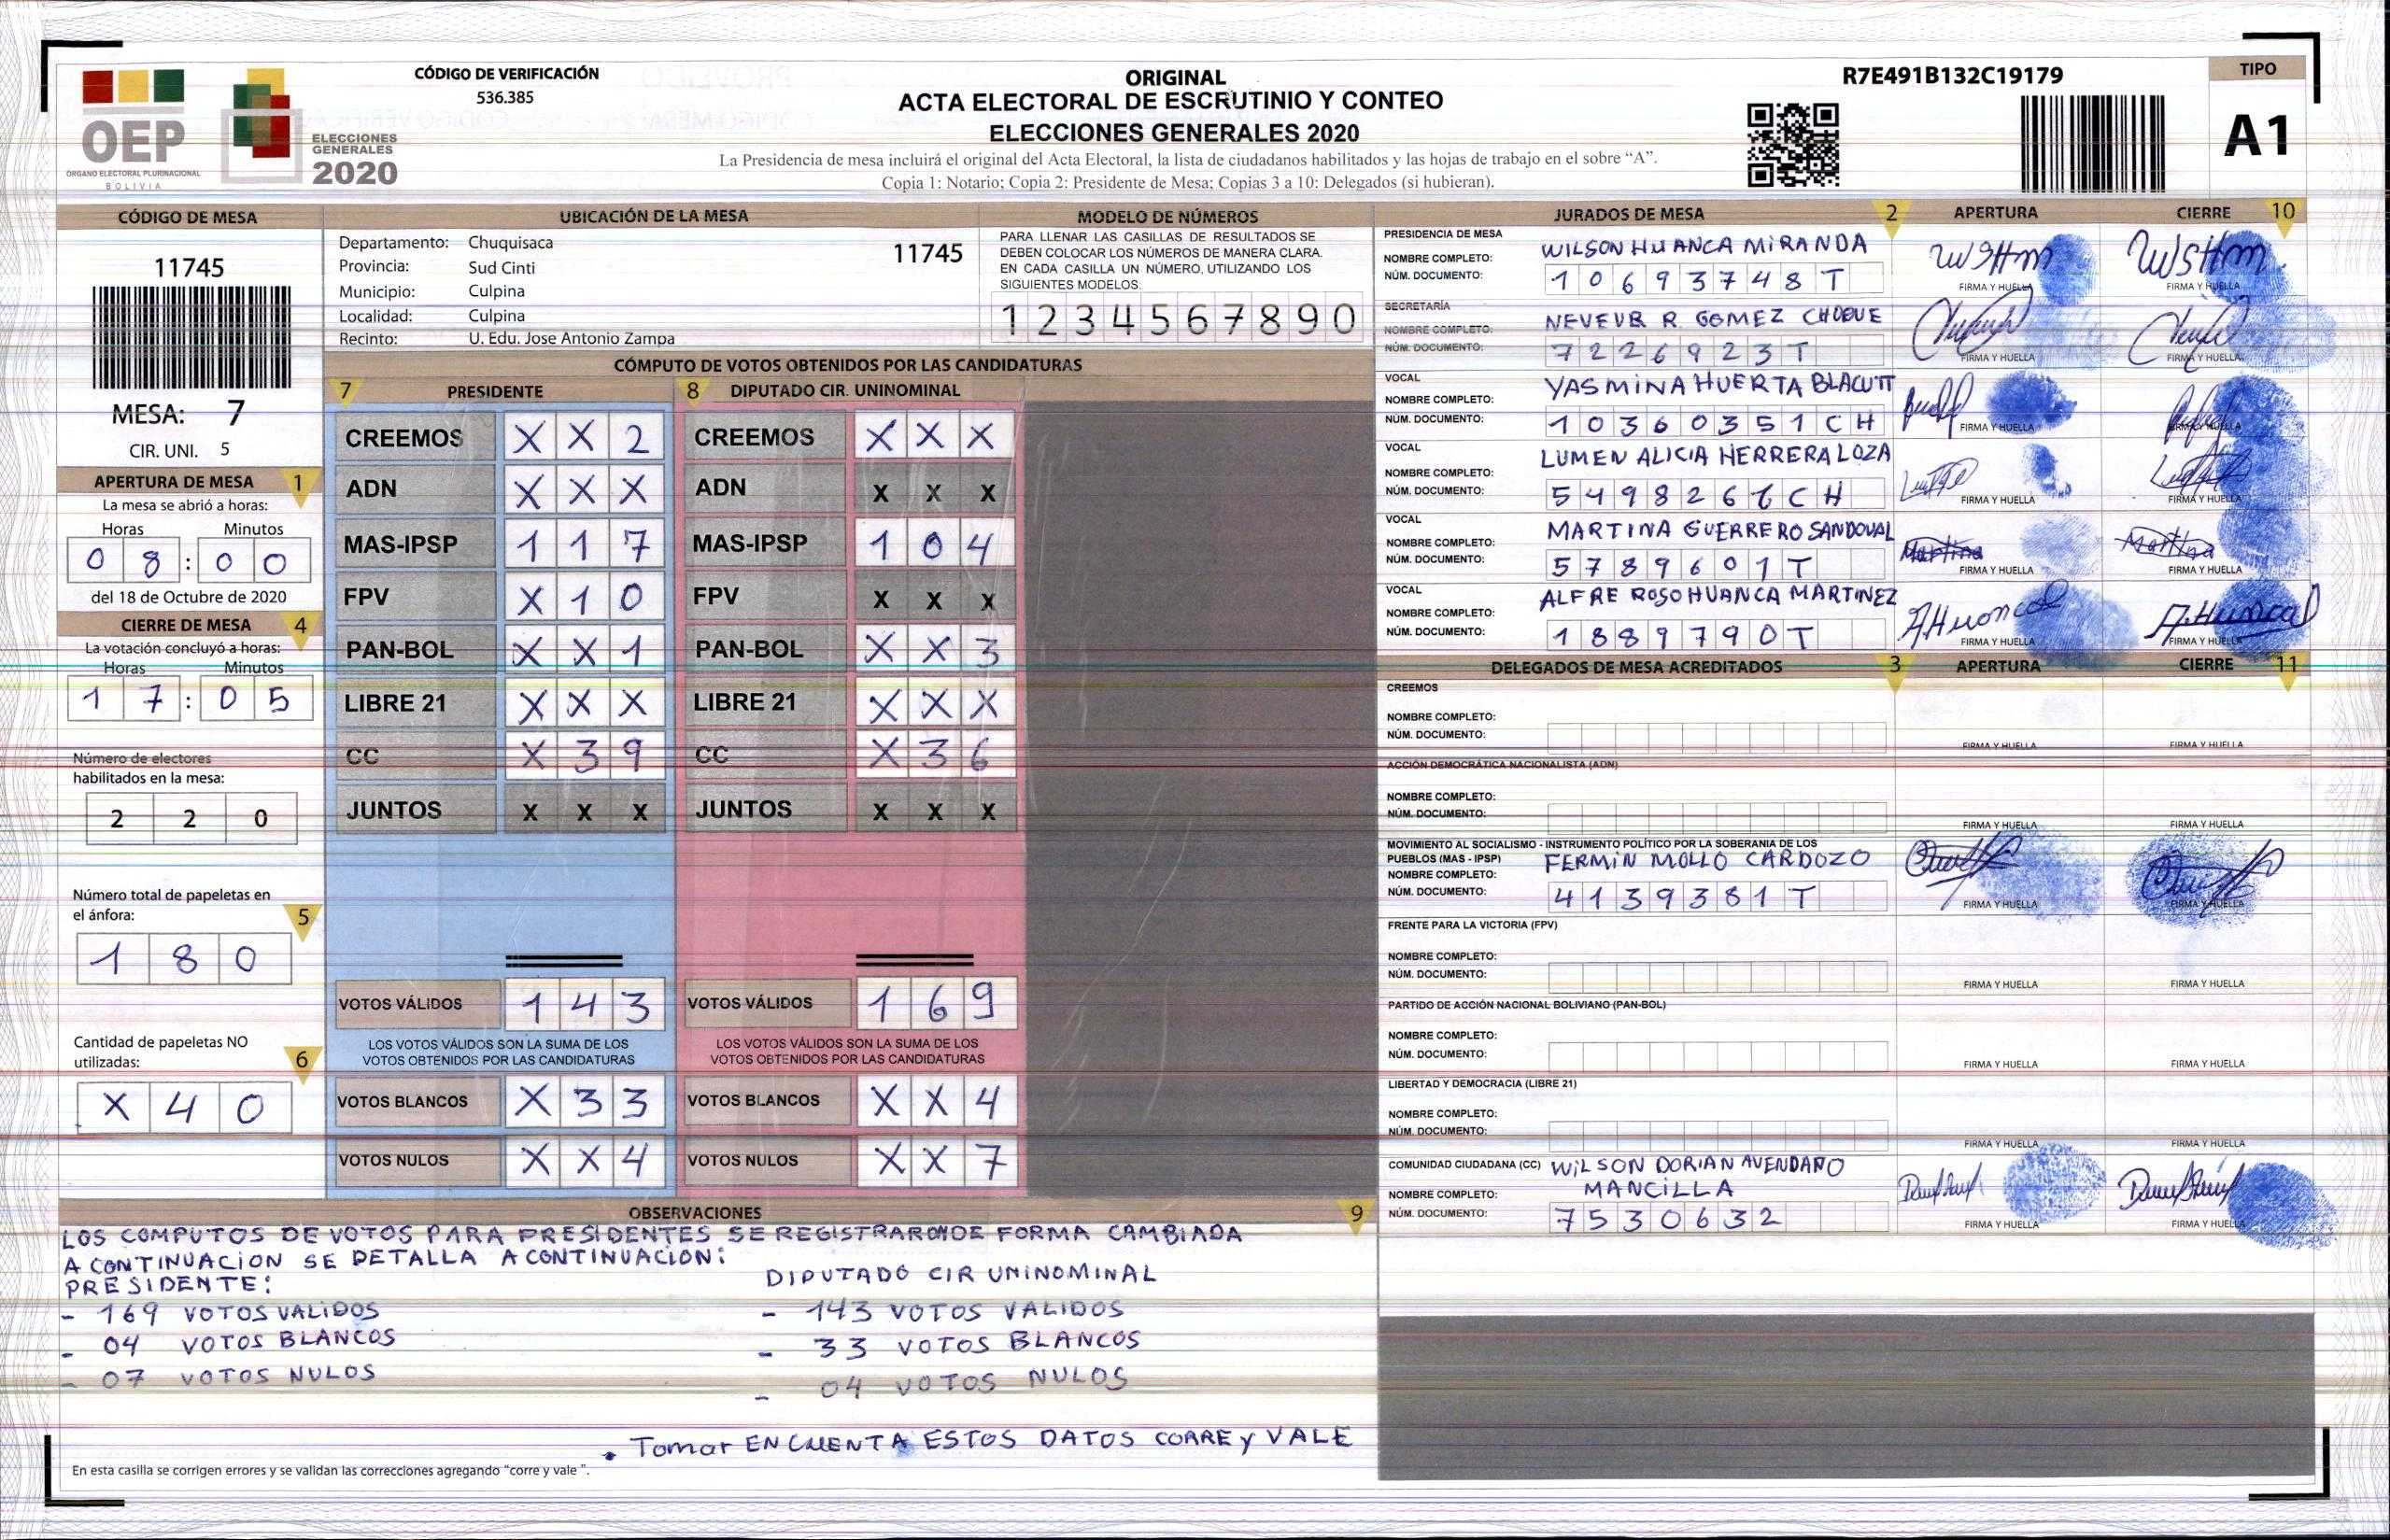 CÓDIGO DE VERIFICACIÓN
536.385
OEP
ÓRGANO ELECTORAL PLURINACIONAL
BOLIVIA
ELECCIONES
GENERALES
2020
ORIGINAL
ACTA ELECTORAL DE ESCRUTINIO Y CONTEO
ELECCIONES GENERALES 2020
La Presidencia de mesa incluirá el original del Acta Electoral, la lista de ciudadanos habilitados y las hojas de trabajo en el sobre “A”.
Copia 1: Notario; Copia 2: Presidente de Mesa; Copias 3 a 10: Delegados (si hubieran).
R7E491B132C19179
TIPO
A1
CÓDIGO DE MESA
11745
MESA: 7
CIR. UNI. 5
APERTURA DE MESA 1
La mesa se abrió a horas:
Horas Minutos
0 8 : 0 0
del 18 de Octubre de 2020
CIERRE DE MESA 4
La votación concluyó a horas:
Horas Minutos
1 7 : 0 5
Número de electores
habilitados en la mesa:
2 2 0
Número total de papeletas en
el ánfora: 5
1 8 0
Cantidad de papeletas NO
utilizadas: 6
X 4 0
UBICACIÓN DE LA MESA
Departamento: Chuquisaca 11745
Provincia: Sud Cinti
Municipio: Culpina
Localidad: Culpina
Recinto: U. Edu. Jose Antonio Zampa
MODELO DE NÚMEROS
PARA LLENAR LAS CASILLAS DE RESULTADOS SE
DEBEN COLOCAR LOS NÚMEROS DE MANERA CLARA.
EN CADA CASILLA UN NÚMERO, UTILIZANDO LOS
SIGUIENTES MODELOS.
1 2 3 4 5 6 7 8 9 0
CÓMPUTO DE VOTOS OBTENIDOS POR LAS CANDIDATURAS
7 PRESIDENTE 8 DIPUTADO CIR. UNINOMINAL
CREEMOS X X 2 CREEMOS X X X
ADN X X X ADN X X X
MAS-IPSP 1 1 7 MAS-IPSP 1 0 4
FPV X 1 0 FPV X X X
PAN-BOL X X 1 PAN-BOL X X 3
LIBRE 21 X X X LIBRE 21 X X X
CC X 3 9 CC X 3 6
JUNTOS X X X JUNTOS X X X
VOTOS VÁLIDOS 1 4 3 VOTOS VÁLIDOS 1 6 9
LOS VOTOS VÁLIDOS SON LA SUMA DE LOS LOS VOTOS VÁLIDOS SON LA SUMA DE LOS
VOTOS OBTENIDOS POR LAS CANDIDATURAS VOTOS OBTENIDOS POR LAS CANDIDATURAS
VOTOS BLANCOS X 3 3 VOTOS BLANCOS X X 4
VOTOS NULOS X X 4 VOTOS NULOS X X 7
OBSERVACIONES 9
LOS COMPUTOS DE VOTOS PARA PRESIDENTES SE REGISTRARON DE FORMA CAMBIADA
A CONTINUACION SE DETALLA A CONTINUACION:
PRESIDENTE: DIPUTADO CIR UNINOMINAL
- 169 VOTOS VALIDOS - 143 VOTOS VALIDOS
- 04 VOTOS BLANCOS - 33 VOTOS BLANCOS
- 07 VOTOS NULOS - 04 VOTOS NULOS
. Tomar EN CUENTA ESTOS DATOS CORRE y VALE
En esta casilla se corrigen errores y se validan las correcciones agregando “corre y vale ”.
JURADOS DE MESA 2 APERTURA CIERRE 10
PRESIDENCIA DE MESA
NOMBRE COMPLETO: WILSON HUANCA MIRANDA
NÚM. DOCUMENTO: 1 0 6 9 3 7 4 8 T
FIRMA Y HUELLA FIRMA Y HUELLA
SECRETARÍA
NOMBRE COMPLETO: R. GOMEZ CHOQUE
NÚM. DOCUMENTO: 7 2 2 6 9 2 3 T
FIRMA Y HUELLA FIRMA Y HUELLA
VOCAL
NOMBRE COMPLETO: YASMINA HUERTA BLACUTT
NÚM. DOCUMENTO: 1 0 3 6 0 3 5 1 C H
FIRMA Y HUELLA FIRMA Y HUELLA
VOCAL
NOMBRE COMPLETO: LUMEN ALICIA HERRERA LOZA
NÚM. DOCUMENTO: 5 4 9 8 2 6 C H
FIRMA Y HUELLA FIRMA Y HUELLA
VOCAL
NOMBRE COMPLETO: MARTINA GUERRERO SANDOVAL
NÚM. DOCUMENTO: 5 7 8 9 6 0 1 T
Martina Martina
FIRMA Y HUELLA FIRMA Y HUELLA
VOCAL
NOMBRE COMPLETO: ALFRE ROSO HUANCA MARTINEZ
NÚM. DOCUMENTO: 1 8 8 9 7 9 0 T
FIRMA Y HUELLA FIRMA Y HUELLA
DELEGADOS DE MESA ACREDITADOS 3 APERTURA CIERRE 11
CREEMOS
NOMBRE COMPLETO:
NÚM. DOCUMENTO:
FIRMA Y HUELLA FIRMA Y HUELLA
ACCIÓN DEMOCRÁTICA NACIONALISTA (ADN)
NOMBRE COMPLETO:
NÚM. DOCUMENTO:
FIRMA Y HUELLA FIRMA Y HUELLA
MOVIMIENTO AL SOCIALISMO - INSTRUMENTO POLÍTICO POR LA SOBERANIA DE LOS
PUEBLOS (MAS - IPSP) FERMIN MOLLO CARDOZO
NOMBRE COMPLETO:
NÚM. DOCUMENTO: 4 1 3 9 3 8 1 T
FIRMA Y HUELLA FIRMA Y HUELLA
FRENTE PARA LA VICTORIA (FPV)
NOMBRE COMPLETO:
NÚM. DOCUMENTO:
FIRMA Y HUELLA FIRMA Y HUELLA
PARTIDO DE ACCIÓN NACIONAL BOLIVIANO (PAN-BOL)
NOMBRE COMPLETO:
NÚM. DOCUMENTO:
FIRMA Y HUELLA FIRMA Y HUELLA
LIBERTAD Y DEMOCRACIA (LIBRE 21)
NOMBRE COMPLETO:
NÚM. DOCUMENTO:
FIRMA Y HUELLA FIRMA Y HUELLA
COMUNIDAD CIUDADANA (CC) WILSON DORIAN AVENDAÑO
NOMBRE COMPLETO: MANCILLA
NÚM. DOCUMENTO: 7 5 3 0 6 3 2
FIRMA Y HUELLA FIRMA Y HUELLA